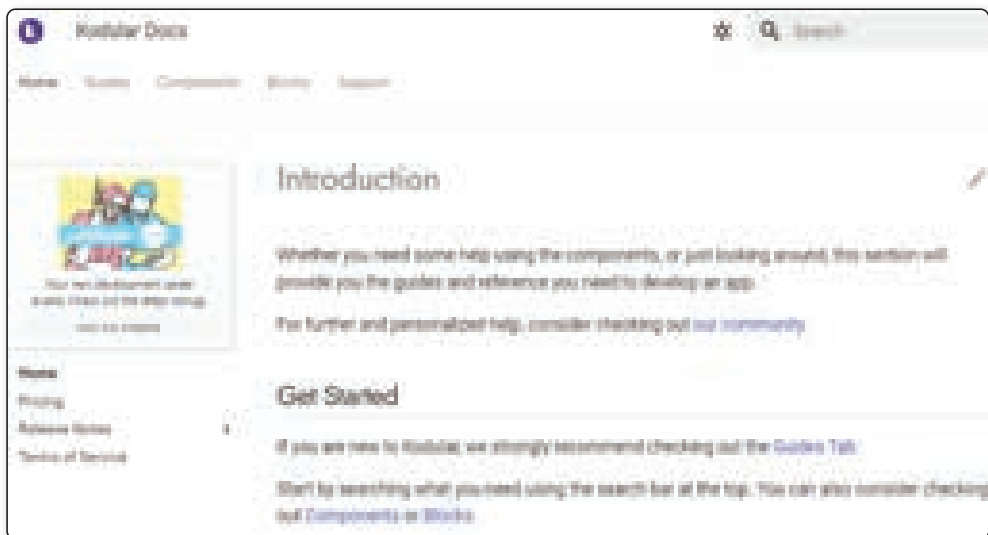 Kodular Docs
Search
Home Guides Components Blocks Support
Introduction
Whether you need some help using the components, or just looking around, this section will
provide you the guides and reference you need to develop an app.
For further and personalized help, consider checking out our community.
Home
Pricing
Release Notes
Terms of Service
Get Started
If you are new to Kodular, we strongly recommend checking out the Guides Tab
Start by searching what you need using the search bar at the top. You can also consider checking
out Components or Blocks.